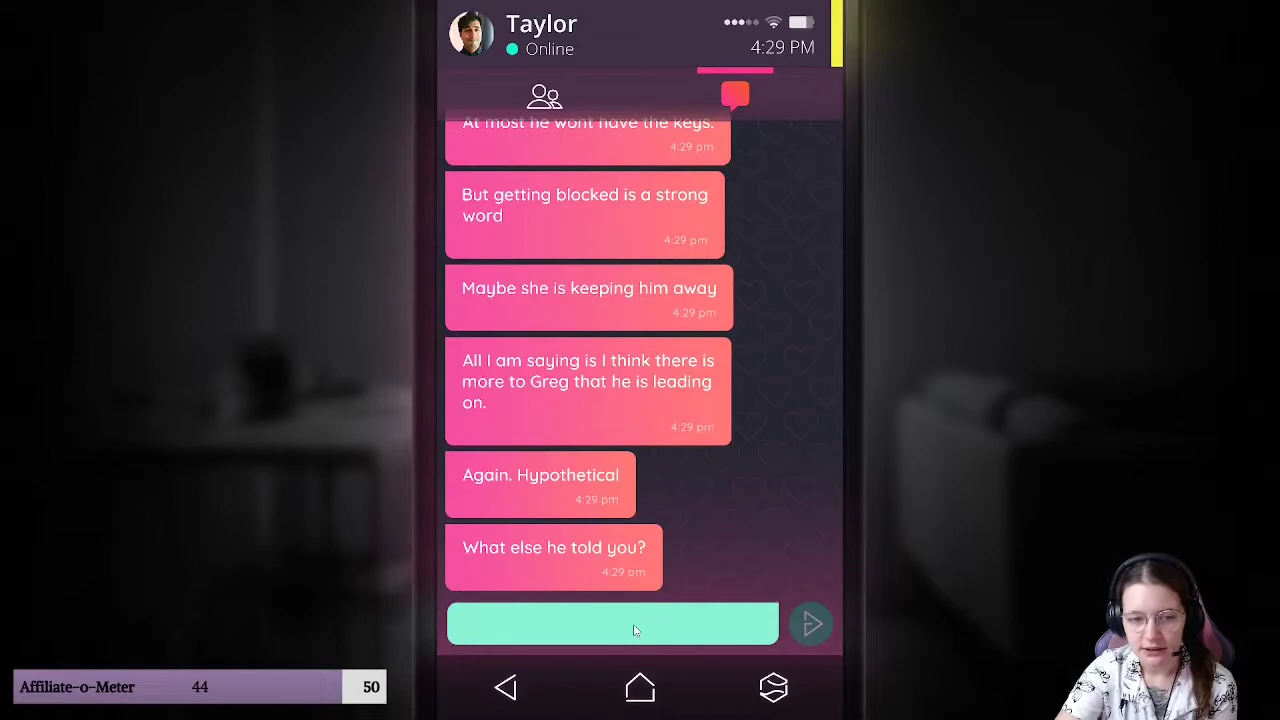 Taylor
Online
4:29 PM
At most he wont have the keys.
4:29 pm
But getting blocked is a strong
word
4:29 pm
Maybe she is keeping him away
4:29 pm
All I am saying is I think there is
more to Greg that he is leading
on.
4:29 pm
Again. Hypothetical
4:29 pm
What else he told you?
4:29 pm
Affiliate-o-Meter 44 50